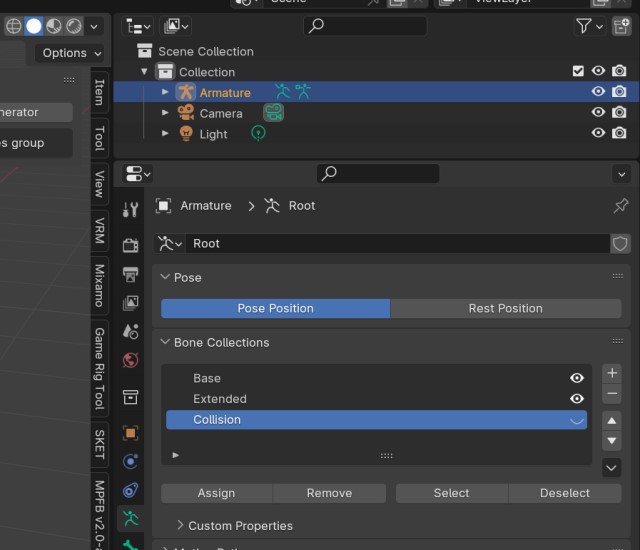 Options
Item
Tool
View
VRM
Mixamo
Game Rig Tool
SKET
MPFB v2.0-
nerator
s group
Scene Collection
Collection
Armature
Camera
Light
Armature
Root
Root
Pose
Pose Position
Rest Position
Bone Collections
Base
Extended
Collision
Assign
Remove
Select
Deselect
Custom Properties